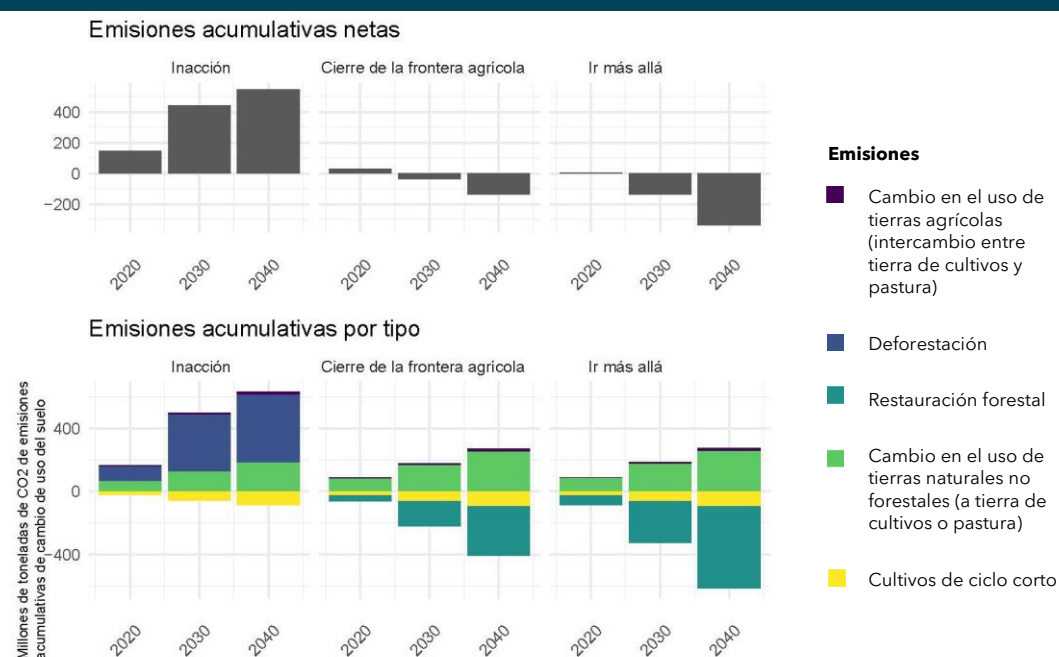 Emisiones acumulativas netas
Inacción
Cierre de la frontera agrícola
Ir más allá
400
200
0
−200
2020
2030
2040
2020
2030
2040
2020
2030
2040
Emisiones acumulativas por tipo
Inacción
Cierre de la frontera agrícola
Ir más allá
Millones de toneladas de CO2 de emisiones
acumulativas de cambio de uso del suelo
400
0
−400
2020
2030
2040
2020
2030
2040
2020
2030
2040
Emisiones
Cambio en el uso de
tierras agrícolas
(intercambio entre
tierra de cultivos y
pastura)
Deforestación
Restauración forestal
Cambio en el uso de
tierras naturales no
forestales (a tierra de
cultivos o pastura)
Cultivos de ciclo corto